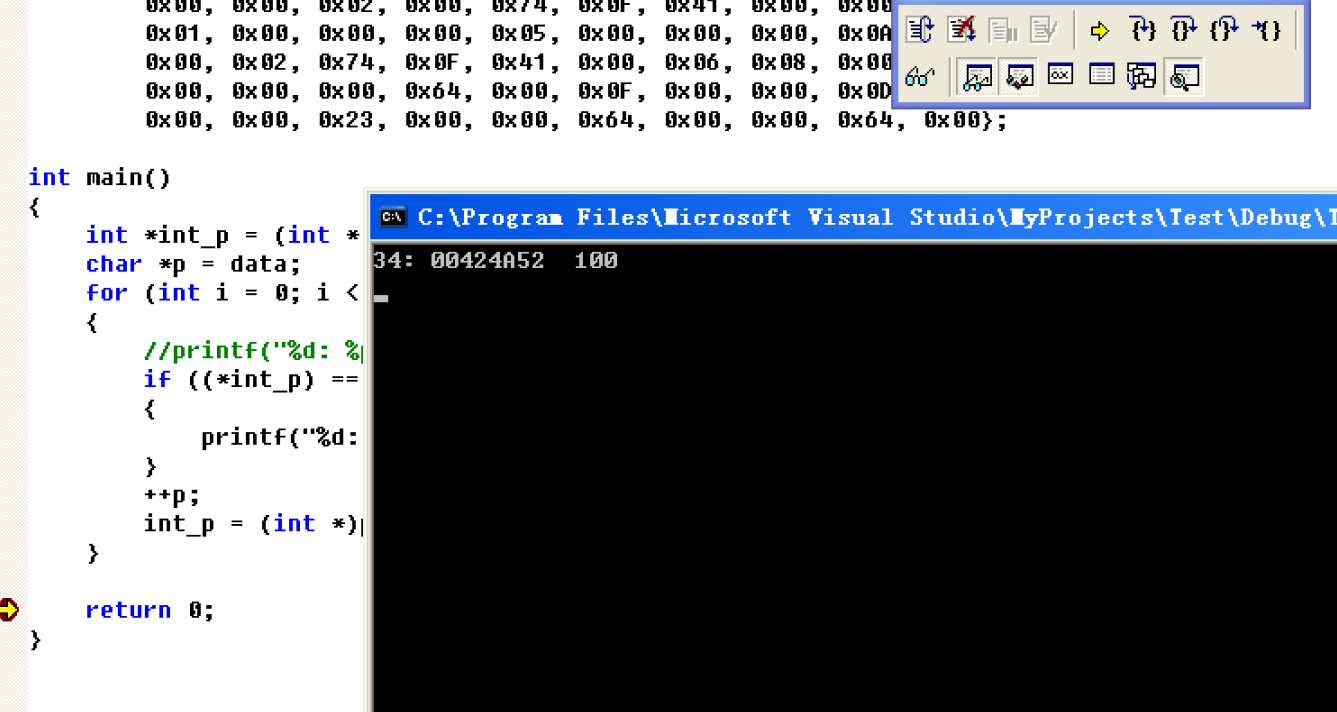 0x00, 0x00, 0x02, 0x00, 0x74, 0x0F, 0x41, 0x00, 0x00
0x01, 0x00, 0x00, 0x00, 0x05, 0x00, 0x00, 0x00, 0x0A
0x00, 0x02, 0x74, 0x0F, 0x41, 0x00, 0x06, 0x08, 0x00
0x00, 0x00, 0x00, 0x64, 0x00, 0x0F, 0x00, 0x00, 0x0D
0x00, 0x00, 0x23, 0x00, 0x00, 0x64, 0x00, 0x00, 0x64, 0x00};
int main()
{
int *int_p = (int *
char *p = data;
for (int i = 0; i <
{
//printf("%d: %p
if ((*int_p) ==
{
printf("%d:
}
++p;
int_p = (int *)p
}
return 0;
}
C:\Program Files\Microsoft Visual Studio\MyProjects\Test\Debug\T
34: 00424A52 100